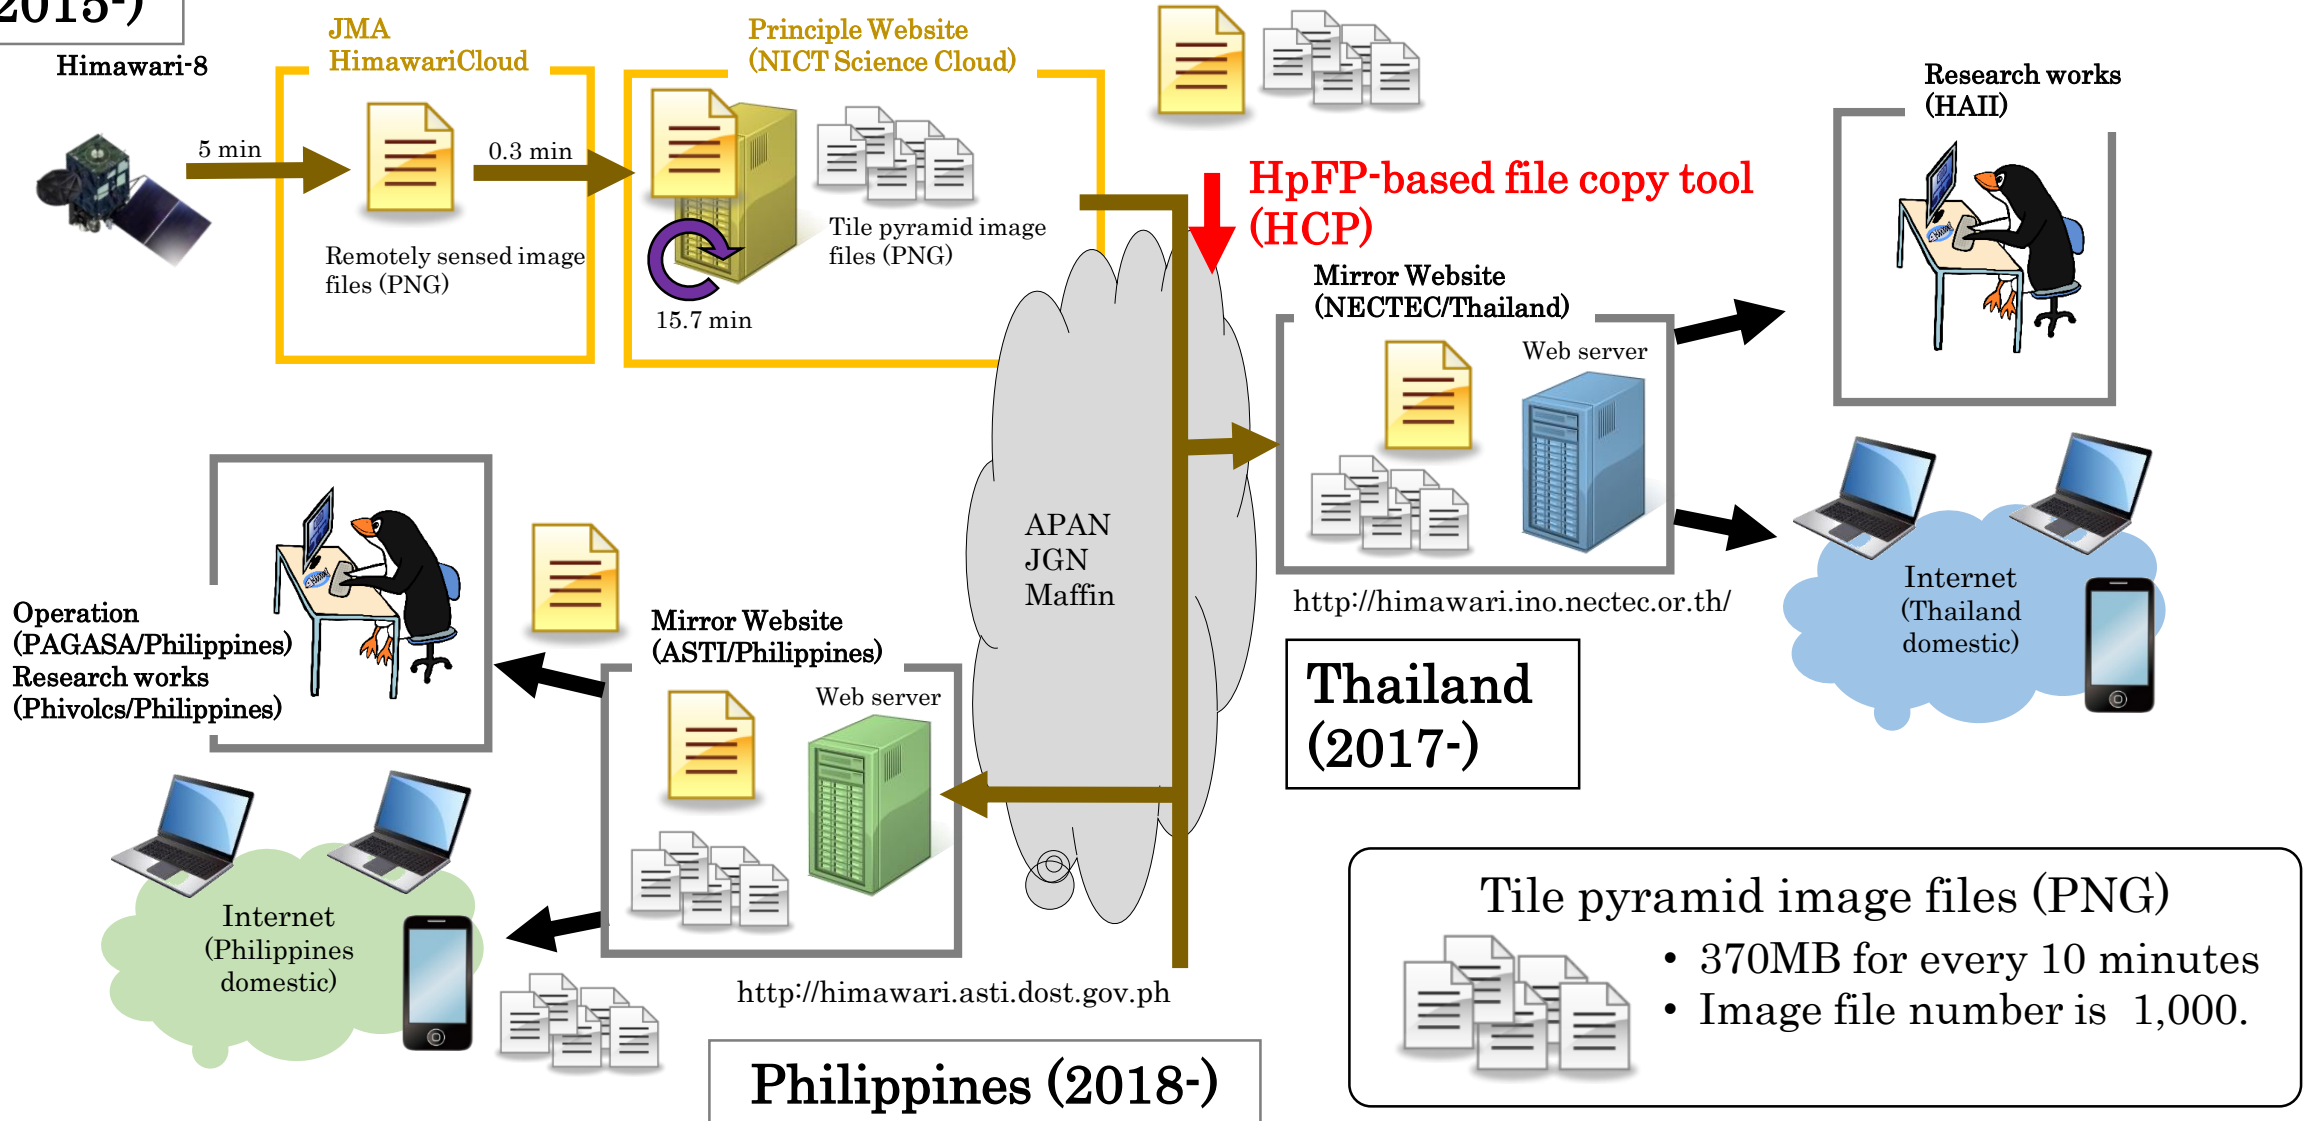 2015-)
Himawari-8
JMA
HimawariCloud
Principle Website
(NICT Science Cloud)
5 min
0.3 min
Remotely sensed image
files (PNG)
Tile pyramid image
files (PNG)
15.7 min
HpFP-based file copy tool
(HCP)
Research works
(HAII)
Mirror Website
(NECTEC/Thailand)
Web server
http://himawari.ino.nectec.or.th/
Internet
(Thailand
domestic)
Thailand
(2017-)
APAN
JGN
Maffin
Operation
(PAGASA/Philippines)
Research works
(Phivolcs/Philippines)
Mirror Website
(ASTI/Philippines)
Web server
Internet
(Philippines
domestic)
http://himawari.asti.dost.gov.ph
Philippines (2018-)
Tile pyramid image files (PNG)
• 370MB for every 10 minutes
• Image file number is 1,000.